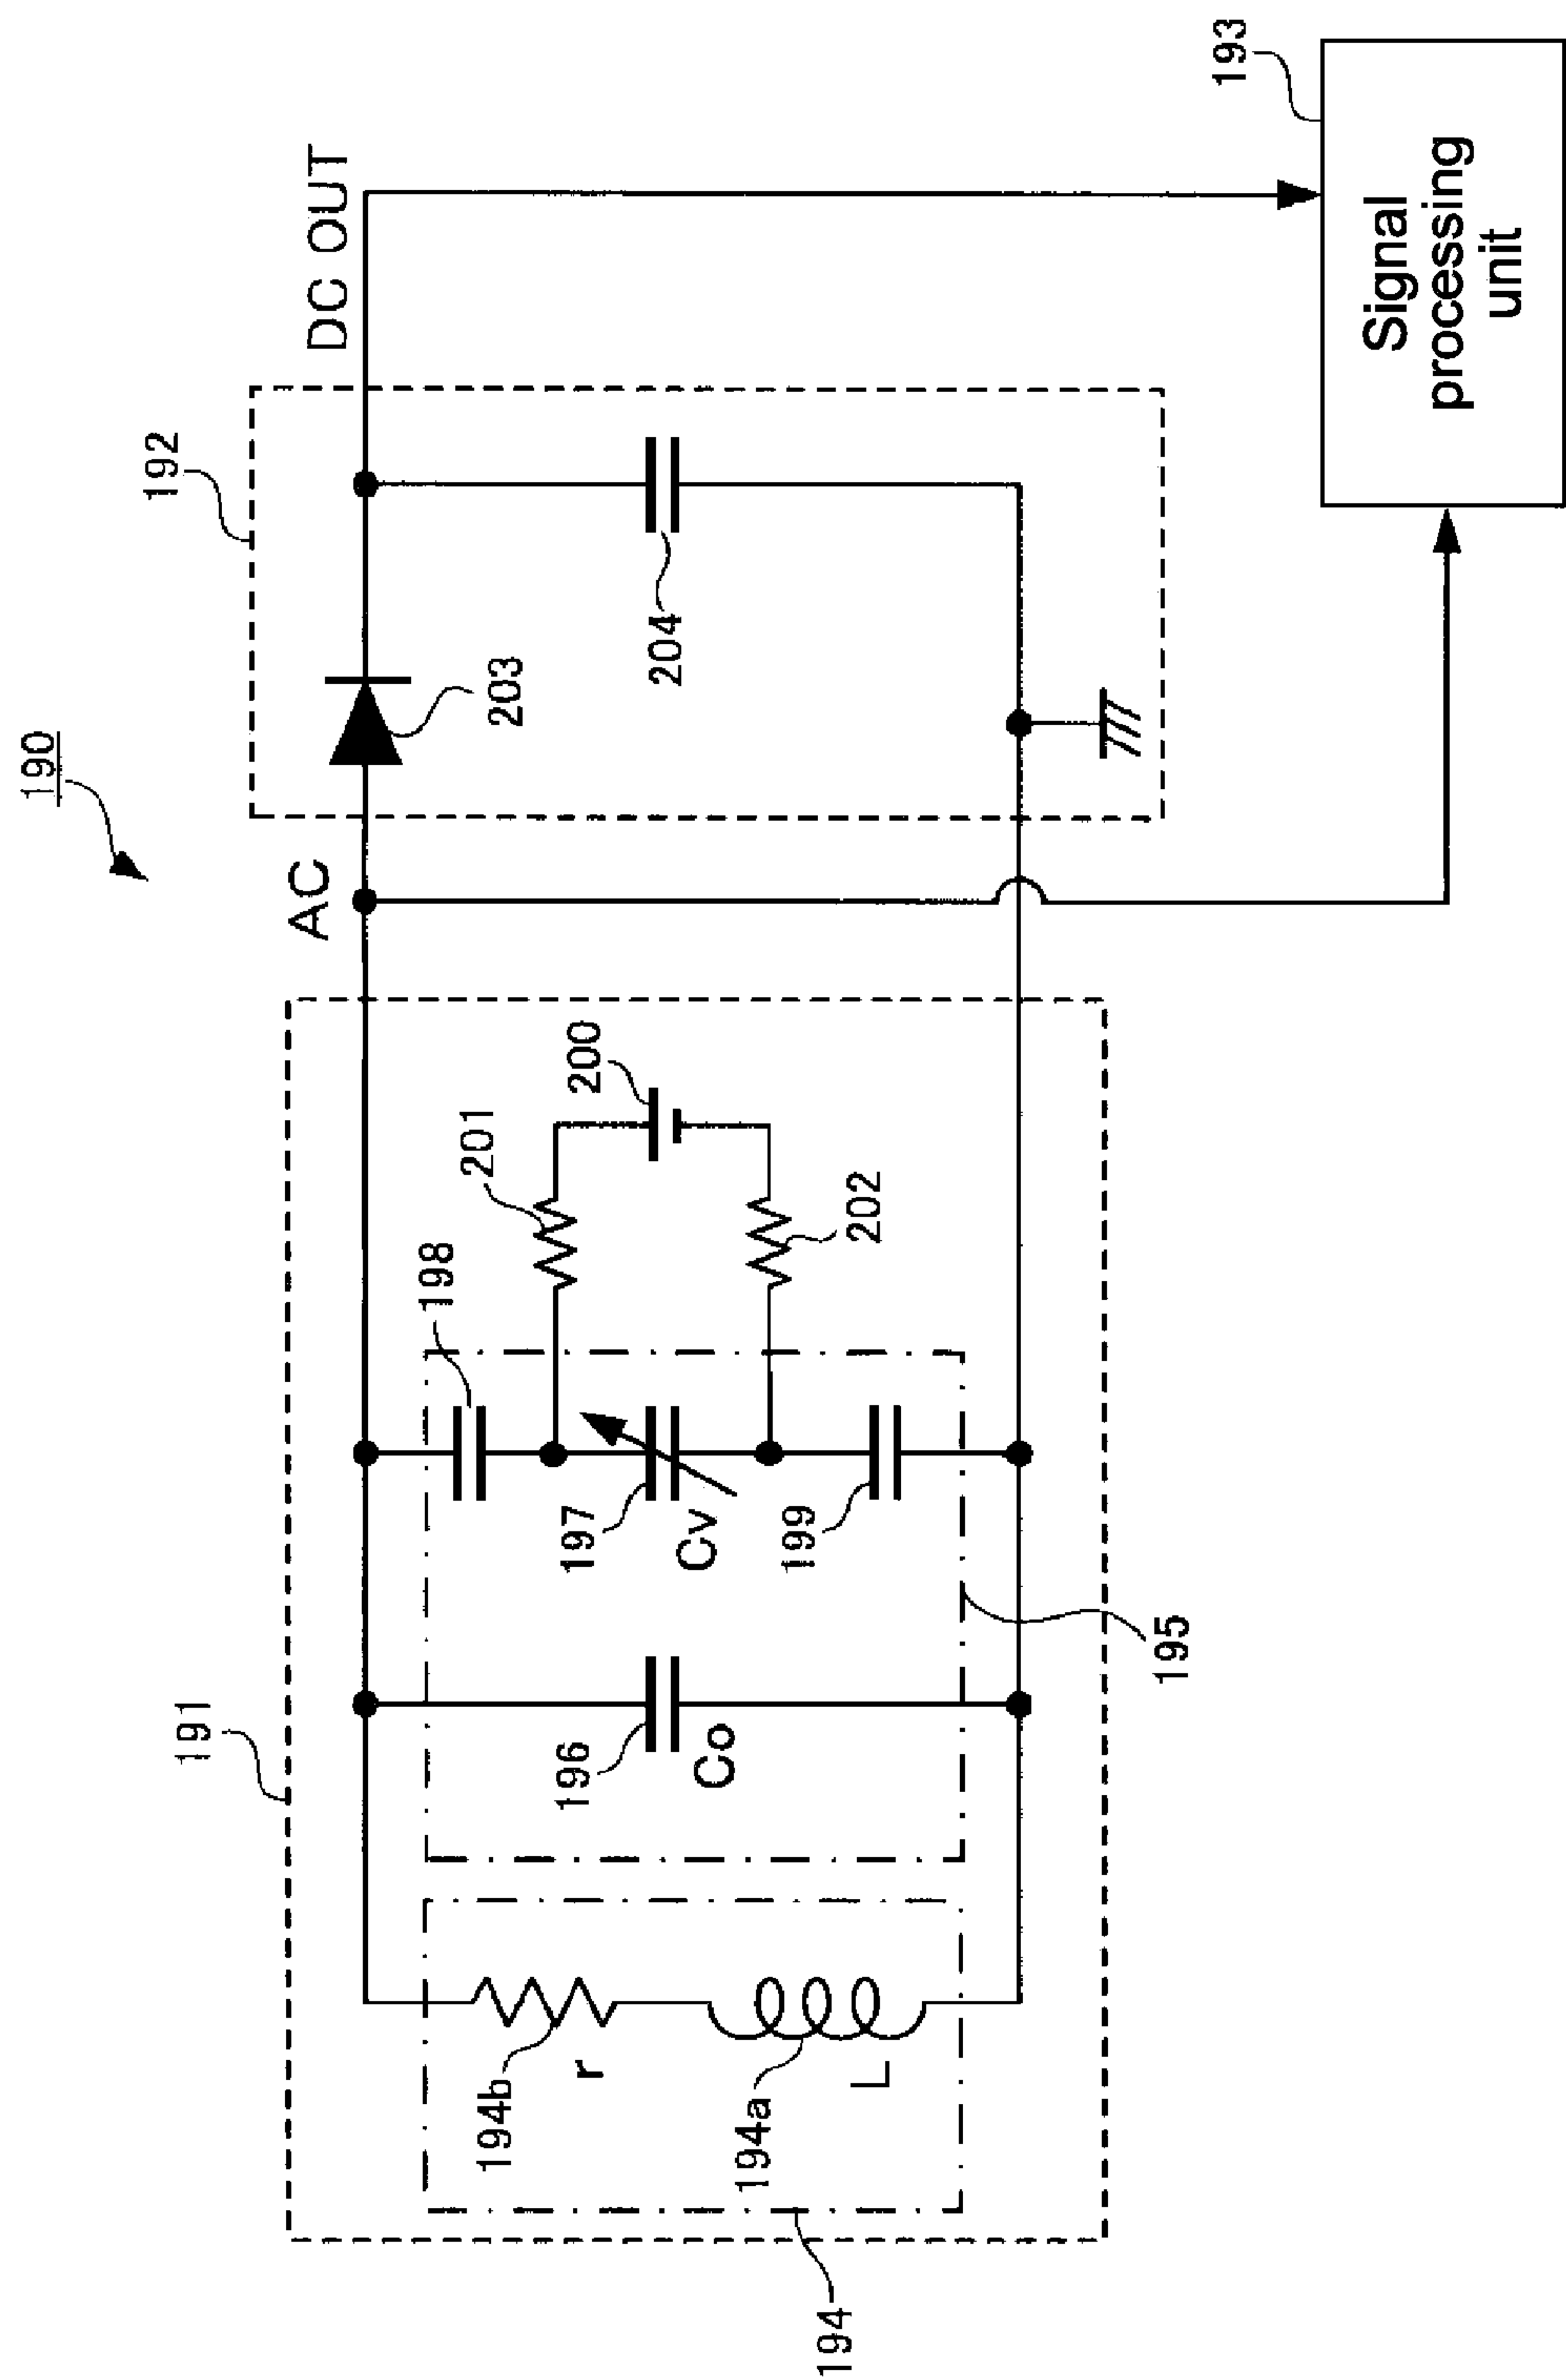 190
191
192
AC
DC OUT
193
194b
r
194a
L
194
196
Co
195
198
197
Cv
199
201
200
202
203
204
Signal
processing
unit